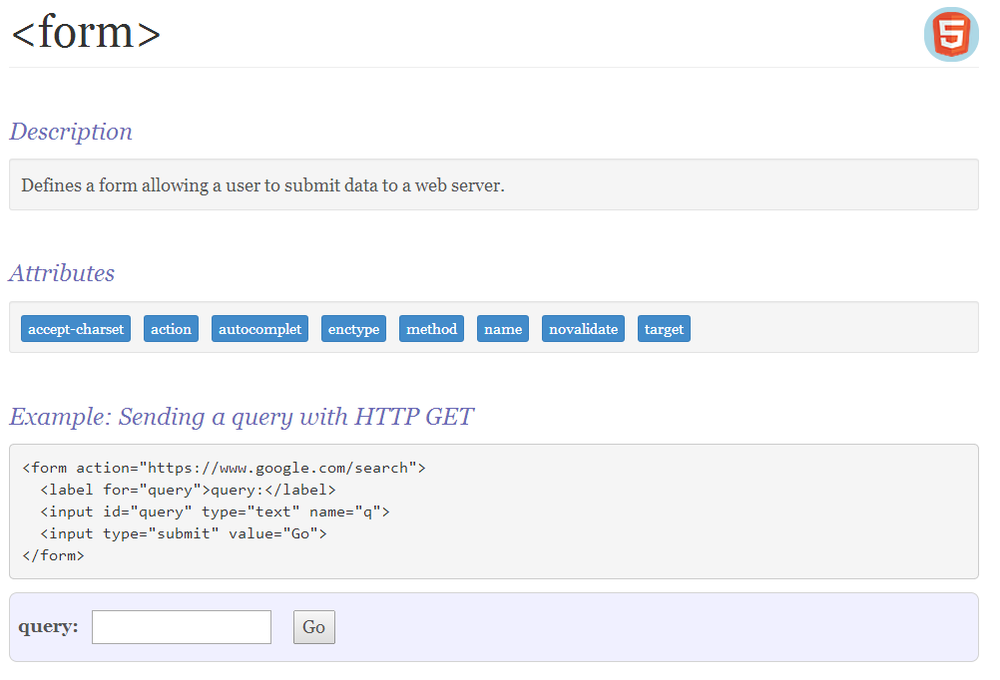 <form>
Description
Defines a form allowing a user to submit data to a web server.
Attributes
accept-charset action autocomplet enctype method name novalidate target
Example: Sending a query with HTTP GET
<form action="https://www.google.com/search">
  <label for="query">query:</label>
  <input id="query" type="text" name="q">
  <input type="submit" value="Go">
</form>
query: Go